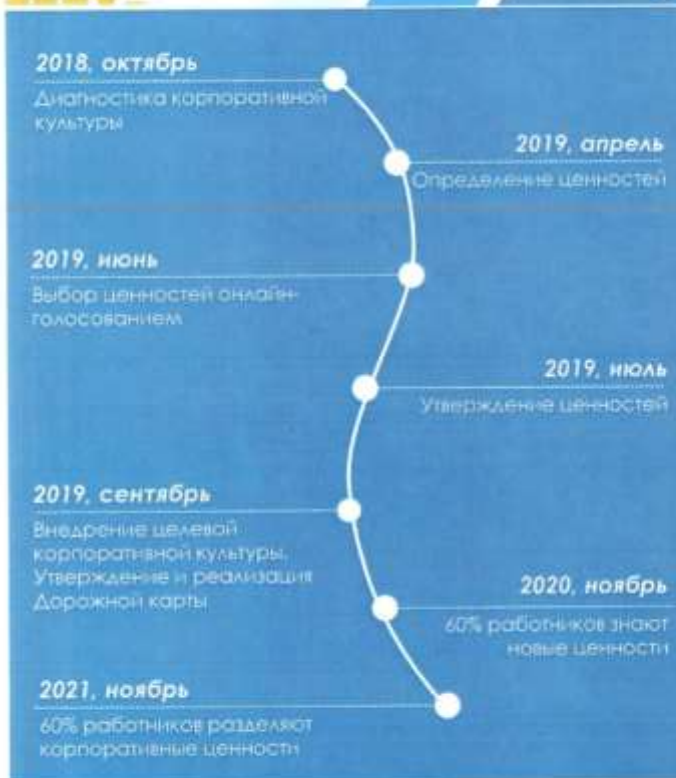 2018, октябрь
Диагностика корпоративной
культуры
2019, апрель
Определение ценностей
2019, июнь
Выбор ценностей онлайн-
голосованием
2019, июль
Утверждение ценностей
2019, сентябрь
Внедрение целевой
корпоративной культуры.
Утверждение и реализация
Дорожной карты
2020, ноябрь
60% работников знают
новые ценности
2021, ноябрь
60% работников разделяют
корпоративные ценности